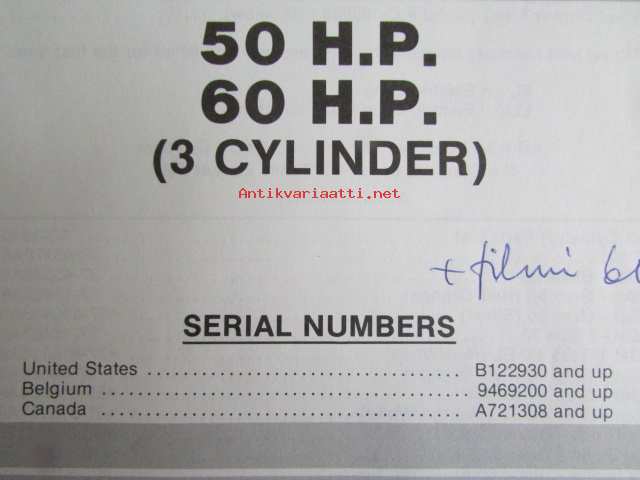 50 H.P.
60 H.P.
(3 CYLINDER)
Antikvariaatti.net
+ filmi
SERIAL NUMBERS
United States ........................................ B122930 and up
Belgium .............................................. 9469200 and up
Canada ............................................... A721308 and up